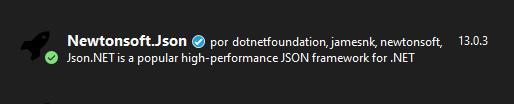 Newtonsoft.Json por dotnetfoundation, jamesnk, newtonsoft, 13.0.3
Json.NET is a popular high-performance JSON framework for .NET